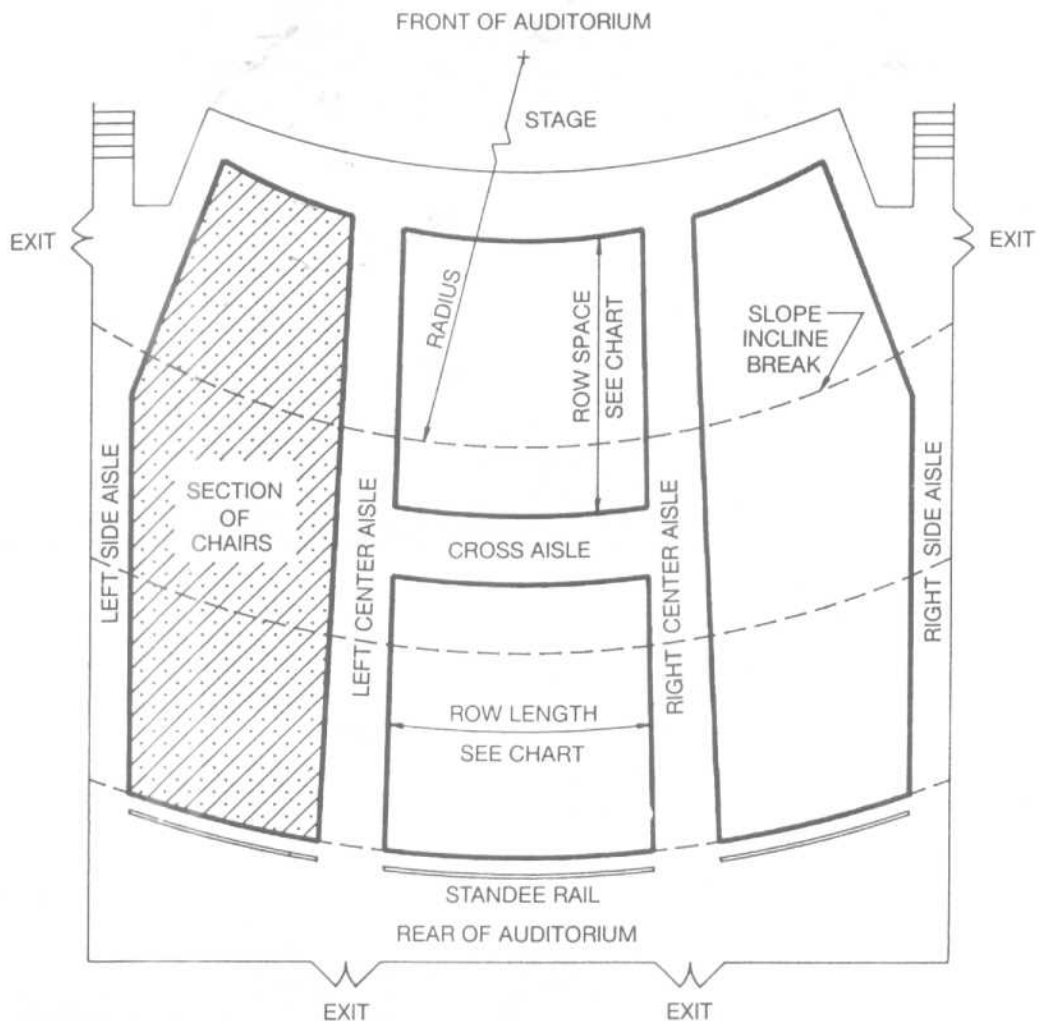 FRONT OF AUDITORIUM
STAGE
EXIT
EXIT
RADIUS
ROW SPACE
SEE CHART
SLOPE
INCLINE
BREAK
LEFT SIDE AISLE
SECTION
OF
CHAIRS
LEFT CENTER AISLE
CROSS AISLE
RIGHT CENTER AISLE
RIGHT SIDE AISLE
ROW LENGTH
SEE CHART
STANDEE RAIL
REAR OF AUDITORIUM
EXIT
EXIT